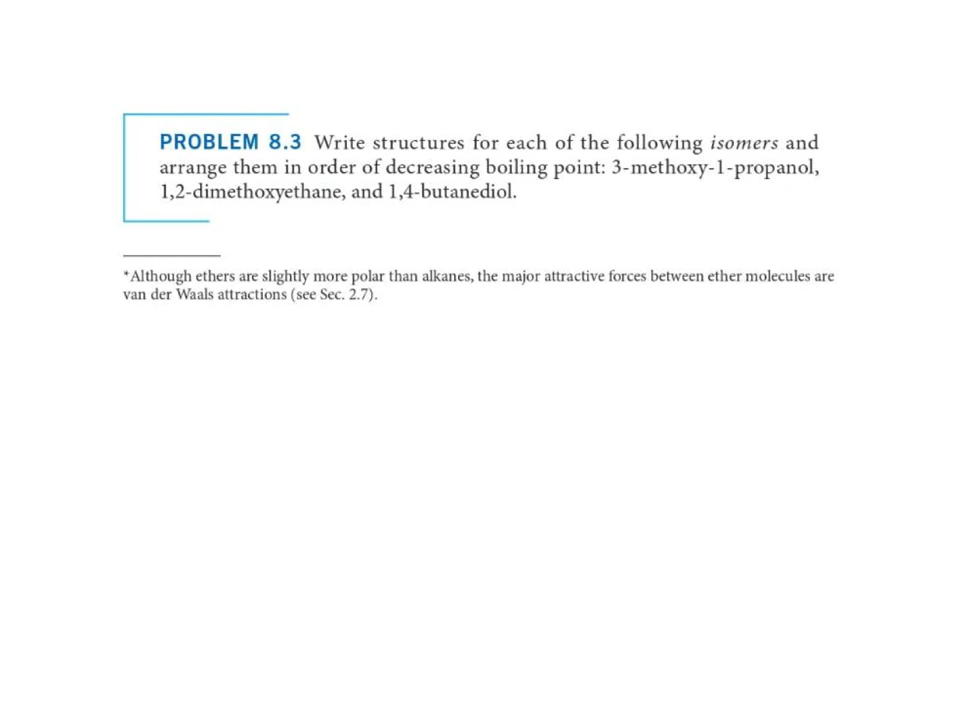 PROBLEM 8.3 Write structures for each of the following isomers and
arrange them in order of decreasing boiling point: 3-methoxy-1-propanol,
1,2-dimethoxyethane, and 1,4-butanediol.
*Although ethers are slightly more polar than alkanes, the major attractive forces between ether molecules are
van der Waals attractions (see Sec. 2.7).